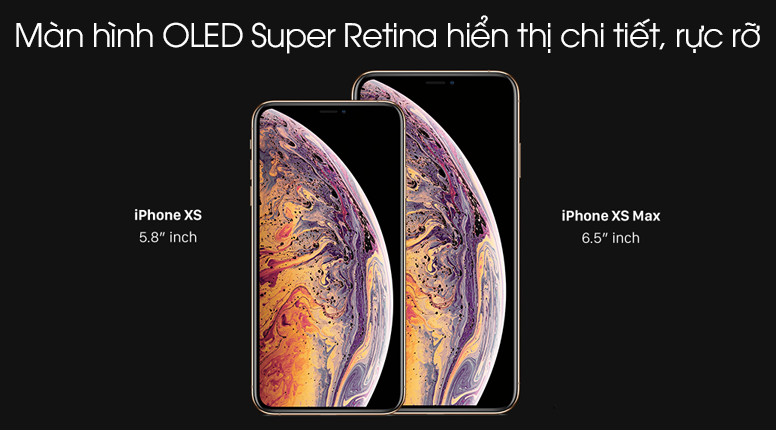 Màn hình OLED Super Retina hiển thị chi tiết, rực rỡ
iPhone XS
5.8″ inch
iPhone XS Max
6.5″ inch